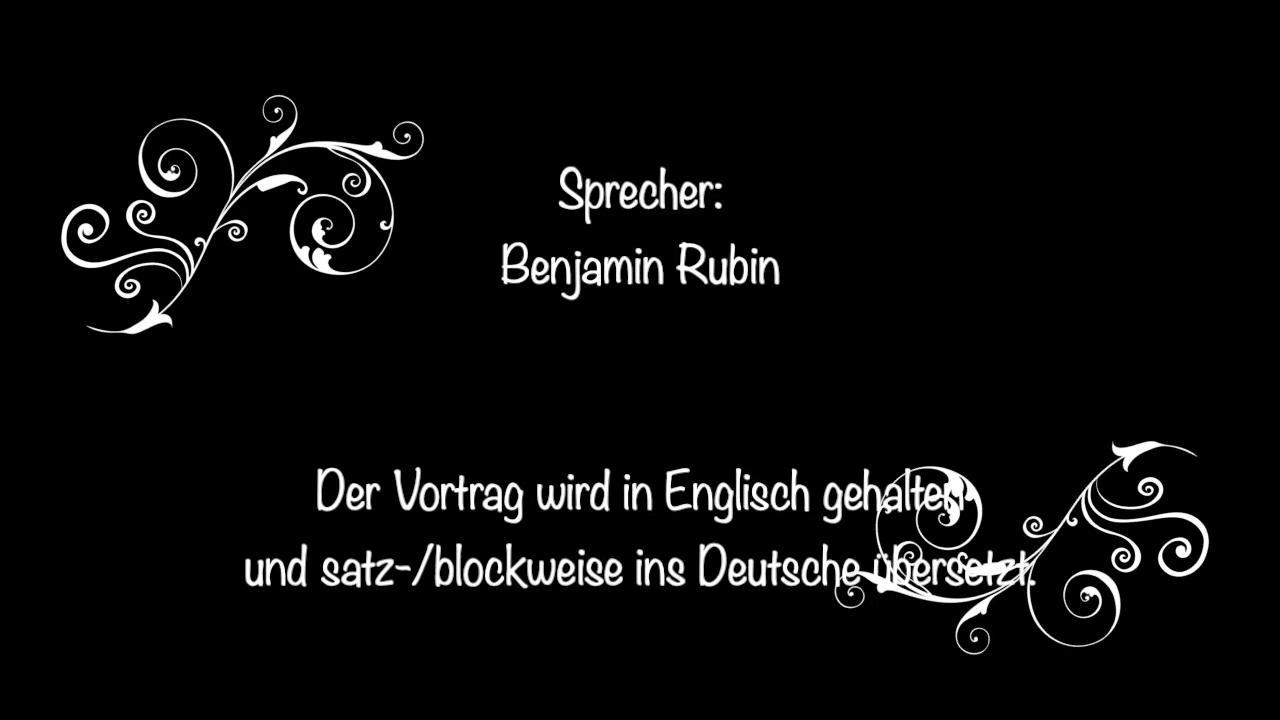 Sprecher:
Benjamin Rubin
Der Vortrag wird in Englisch gehalten
und satz-/blockweise ins Deutsche übersetzt.